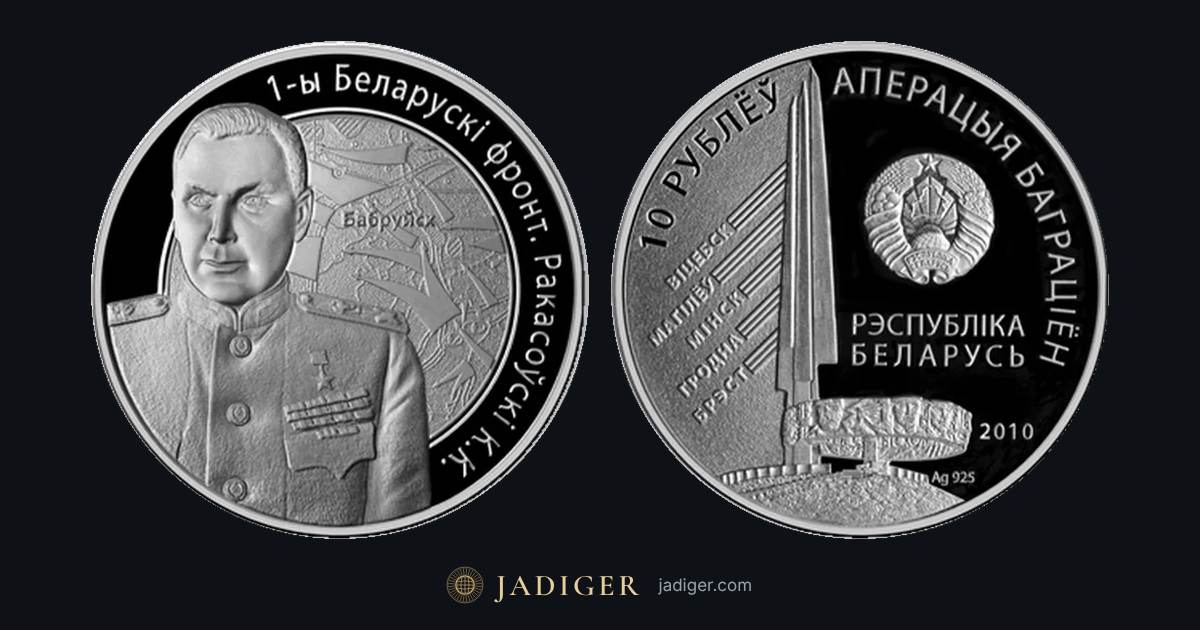 1-ы Беларускі фронт. Ракасоўскі К.К.
Бабруйск
10 РУБЛЁЎ
АПЕРАЦЫЯ БАГРАЦІЁН
ВІЦЕБСК
МАГІЛЁЎ
МІНСК
ГРОДНА
БРЭСТ
РЭСПУБЛІКА
БЕЛАРУСЬ
2010
Ag 925
JADIGER
jadiger.com